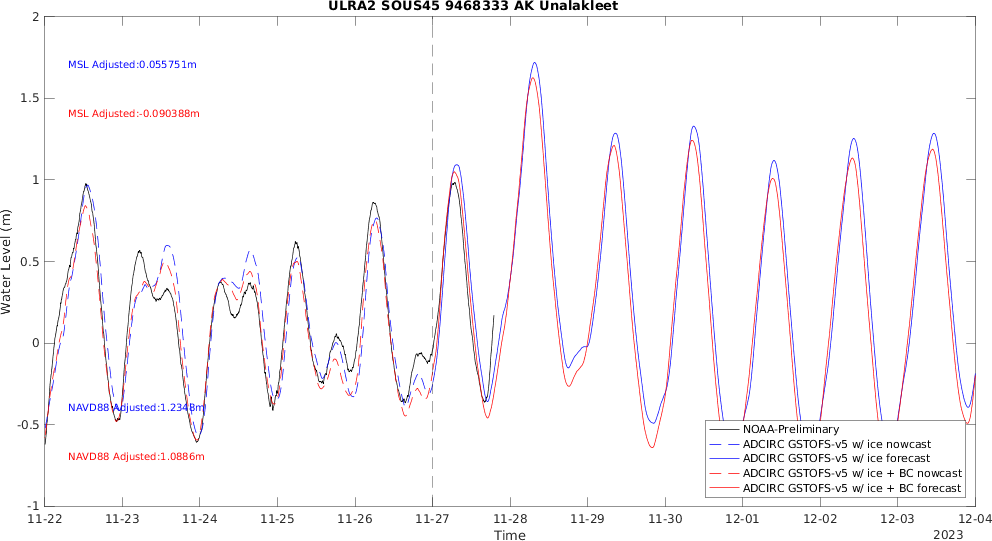 ULRA2 SOUS45 9468333 AK Unalakleet
2
MSL Adjusted:0.055751m
1.5
MSL Adjusted:-0.090388m
1
0.5
Water Level (m)
0
NAVD88 Adjusted:1.2348m
-0.5
NOAA-Preliminary
ADCIRC GSTOFS-v5 w/ ice nowcast
NAVD88 Adjusted:1.0886m
ADCIRC GSTOFS-v5 w/ ice forecast
ADCIRC GSTOFS-v5 w/ ice + BC nowcast
ADCIRC GSTOFS-v5 w/ ice + BC forecast
-1
11-22 11-23 11-24 11-25 11-26 11-27 11-28 11-29 11-30 12-01 12-02 12-03 12-04
Time
2023